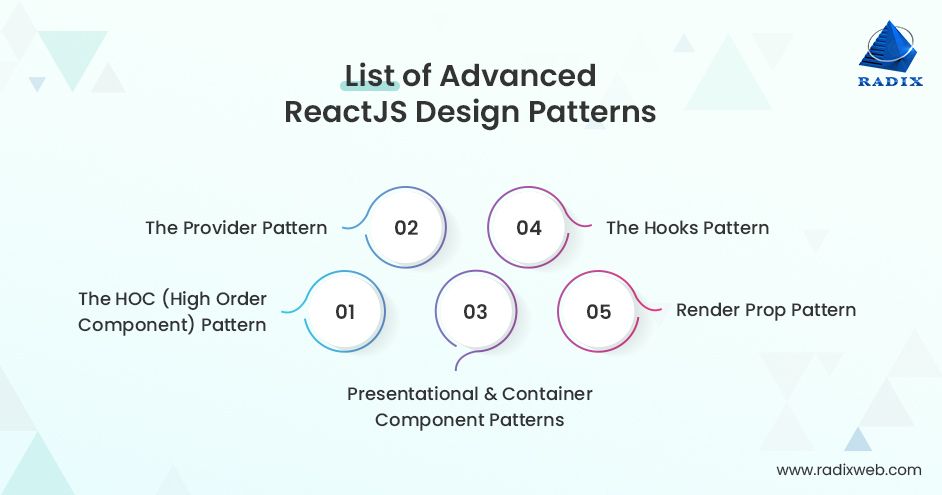 RADIX
List of Advanced
ReactJS Design Patterns
02
The Provider Pattern
04
The Hooks Pattern
01
The HOC (High Order
Component) Pattern
03
Presentational & Container
Component Patterns
05
Render Prop Pattern
www.radixweb.com